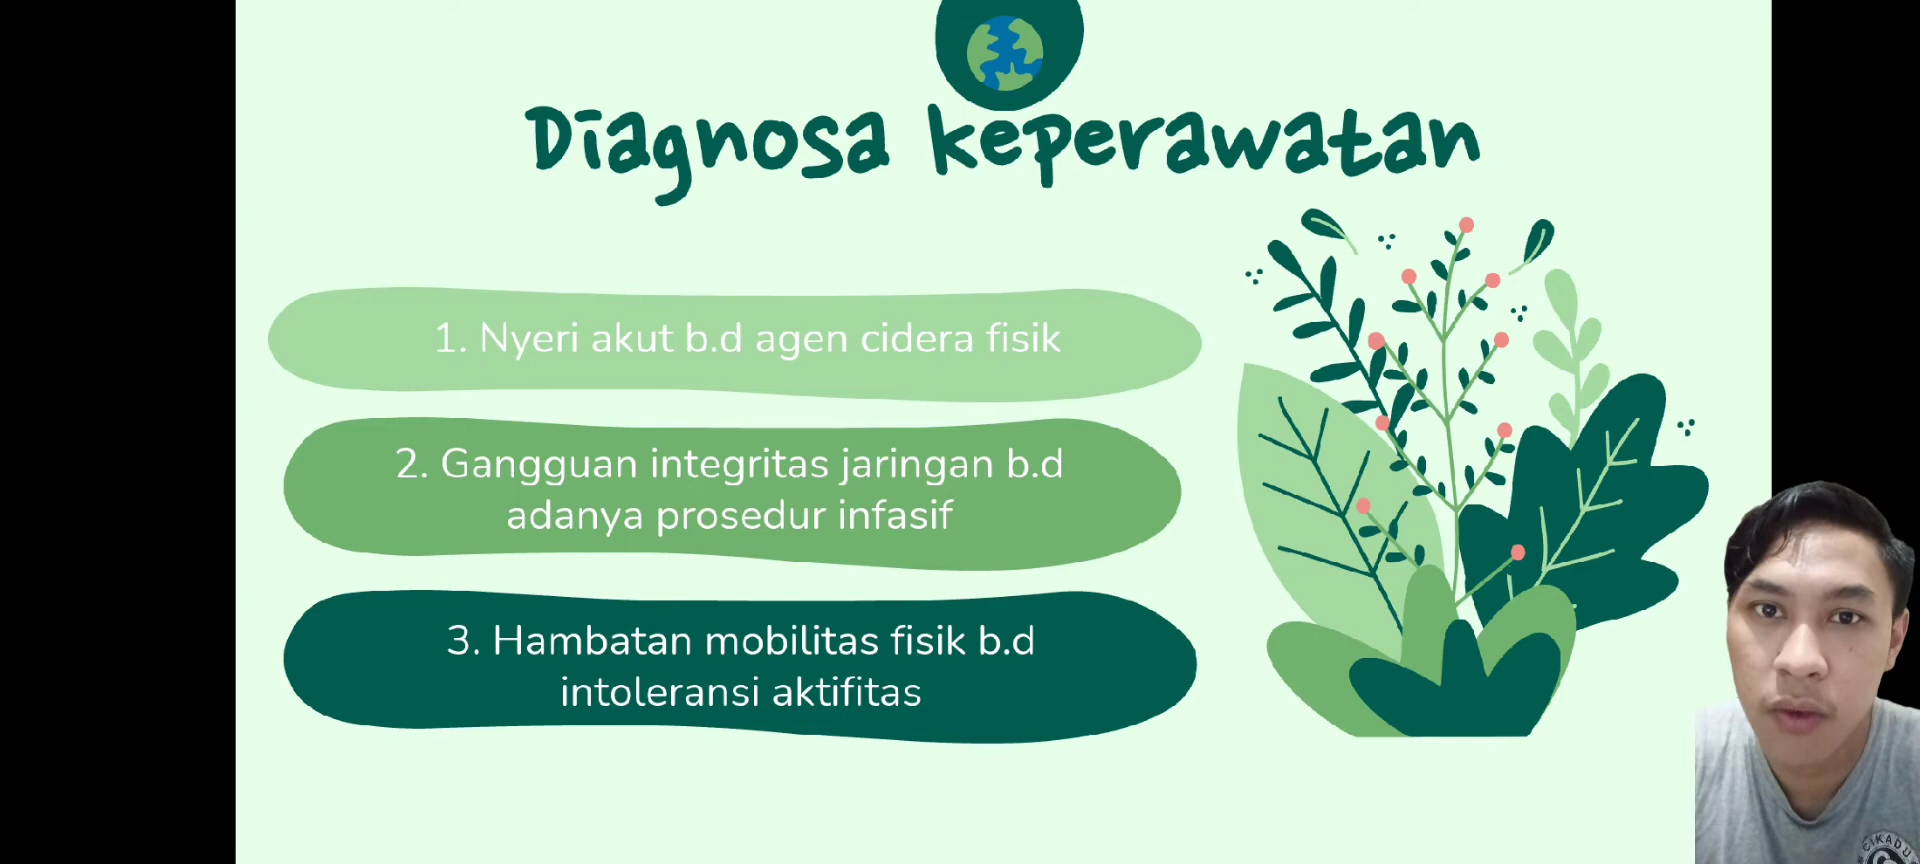 Diagnosa keperawatan
1. Nyeri akut b.d agen cidera fisik
2. Gangguan integritas jaringan b.d
adanya prosedur infasif
3. Hambatan mobilitas fisik b.d
intoleransi aktifitas
CIKADU